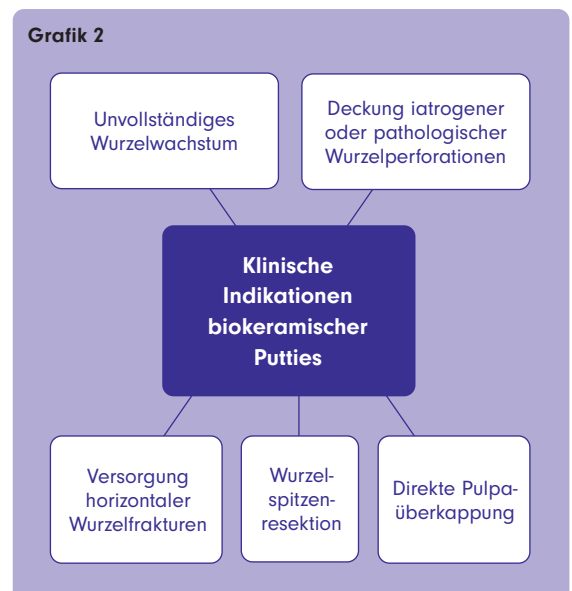 Grafik 2
Unvollständiges
Wurzelwachstum
Deckung iatrogener
oder pathologischer
Wurzelperforationen
Klinische
Indikationen
biokeramischer
Putties
Versorgung
horizontaler
Wurzelfrakturen
Wurzel-
spitzen-
resektion
Direkte Pulpa-
überkappung